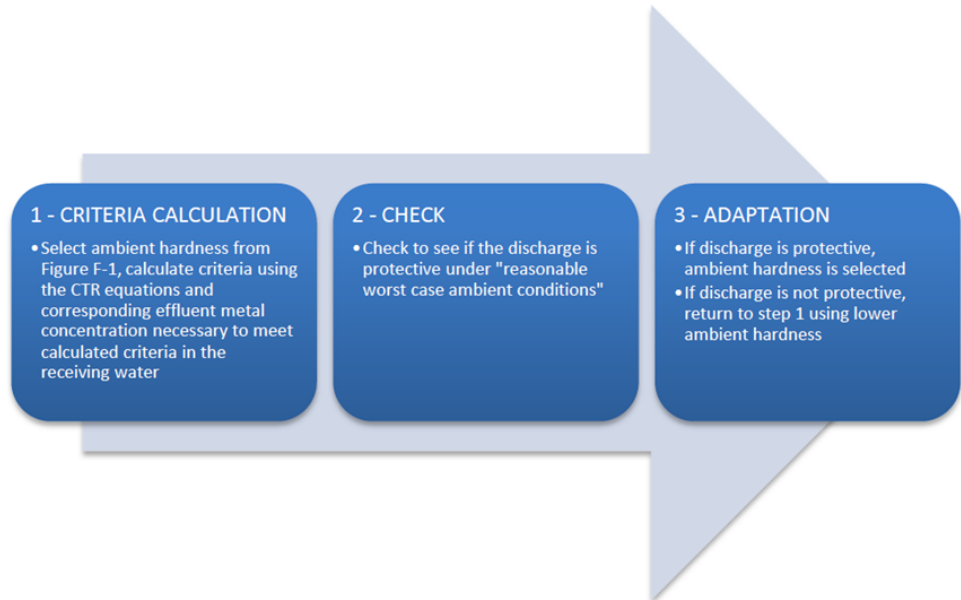 1 - CRITERIA CALCULATION
• Select ambient hardness from
Figure F-1, calculate criteria using
the CTR equations and
corresponding effluent metal
concentration necessary to meet
calculated criteria in the
receiving water
2 - CHECK
• Check to see if the discharge is
protective under "reasonable
worst case ambient conditions"
3 - ADAPTATION
• If discharge is protective,
ambient hardness is selected
• If discharge is not protective,
return to step 1 using lower
ambient hardness